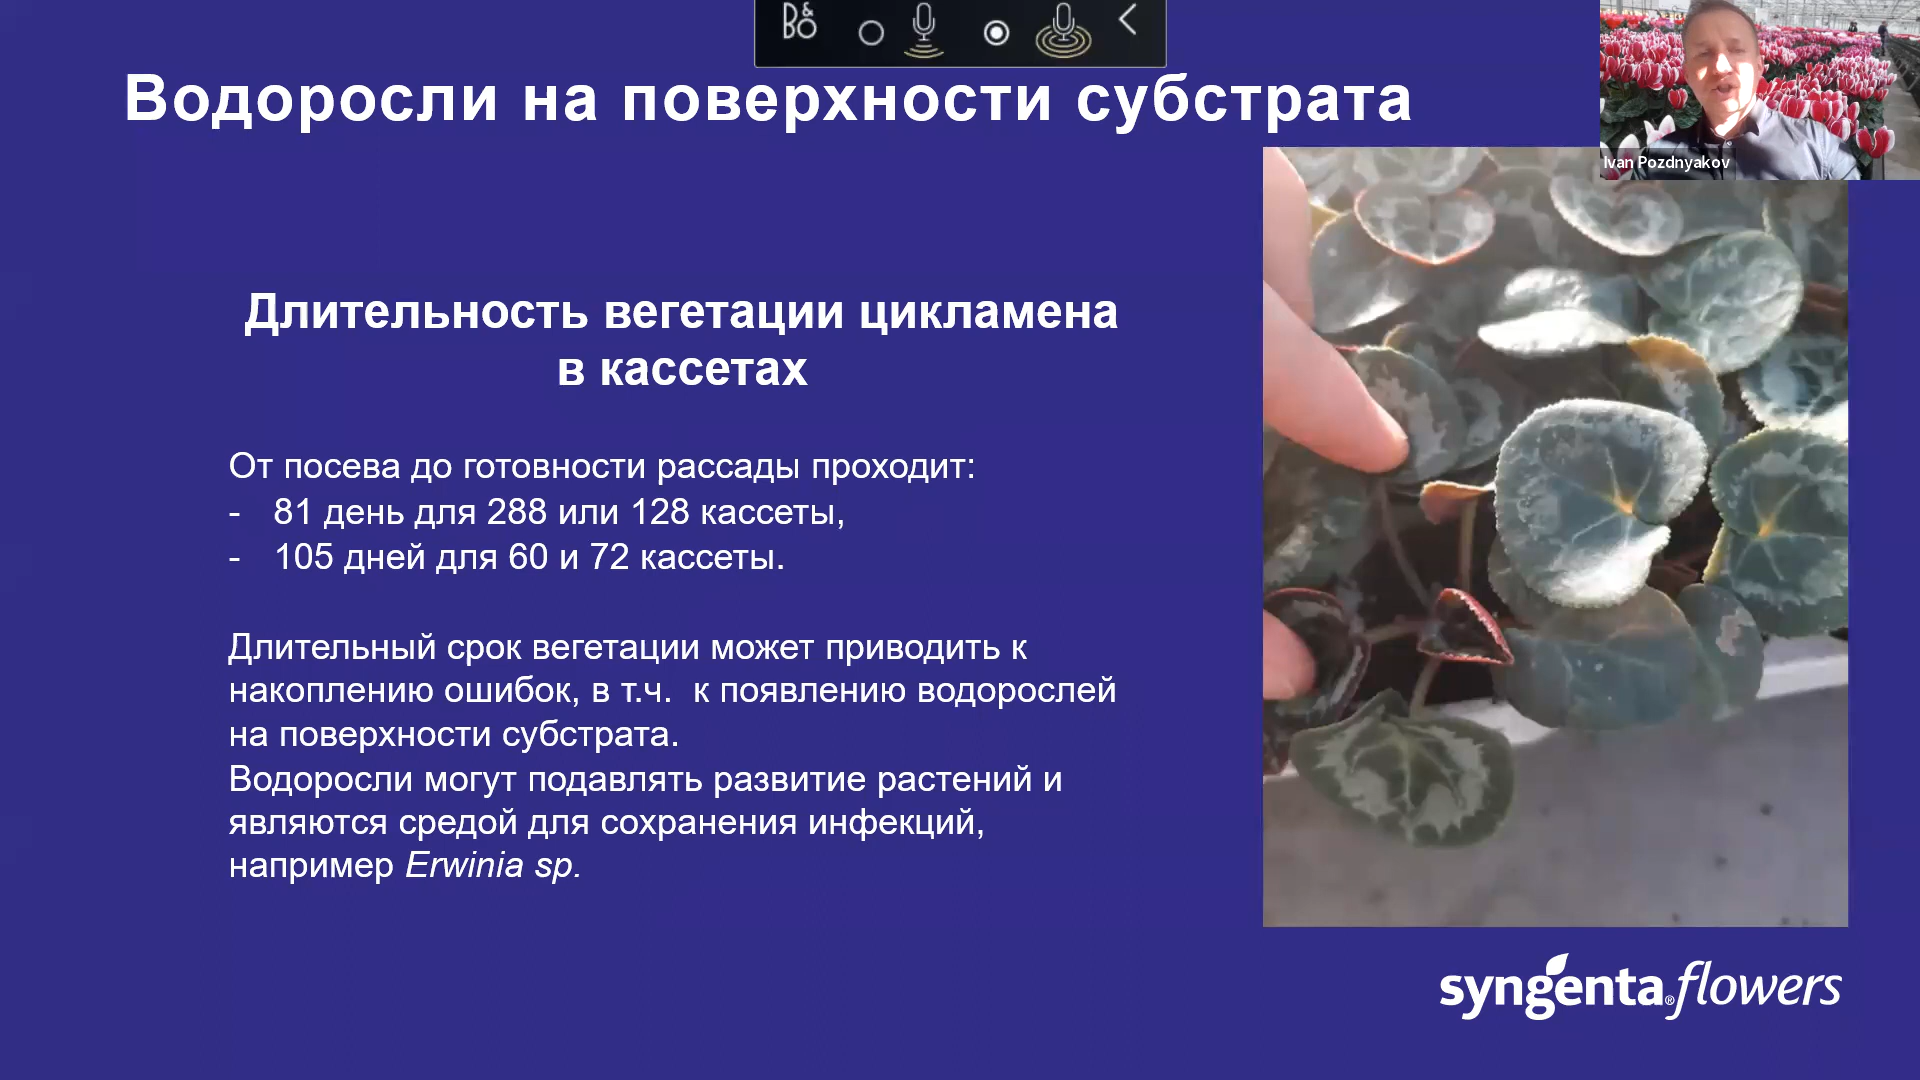 B&O
Водоросли на поверхности субстрата
Ivan Pozdnyakov
Длительность вегетации цикламена
в кассетах
От посева до готовности рассады проходит:
- 81 день для 288 или 128 кассеты,
- 105 дней для 60 и 72 кассеты.
Длительный срок вегетации может приводить к
накоплению ошибок, в т.ч. к появлению водорослей
на поверхности субстрата.
Водоросли могут подавлять развитие растений и
являются средой для сохранения инфекций,
например Erwinia sp.
syngenta® flowers